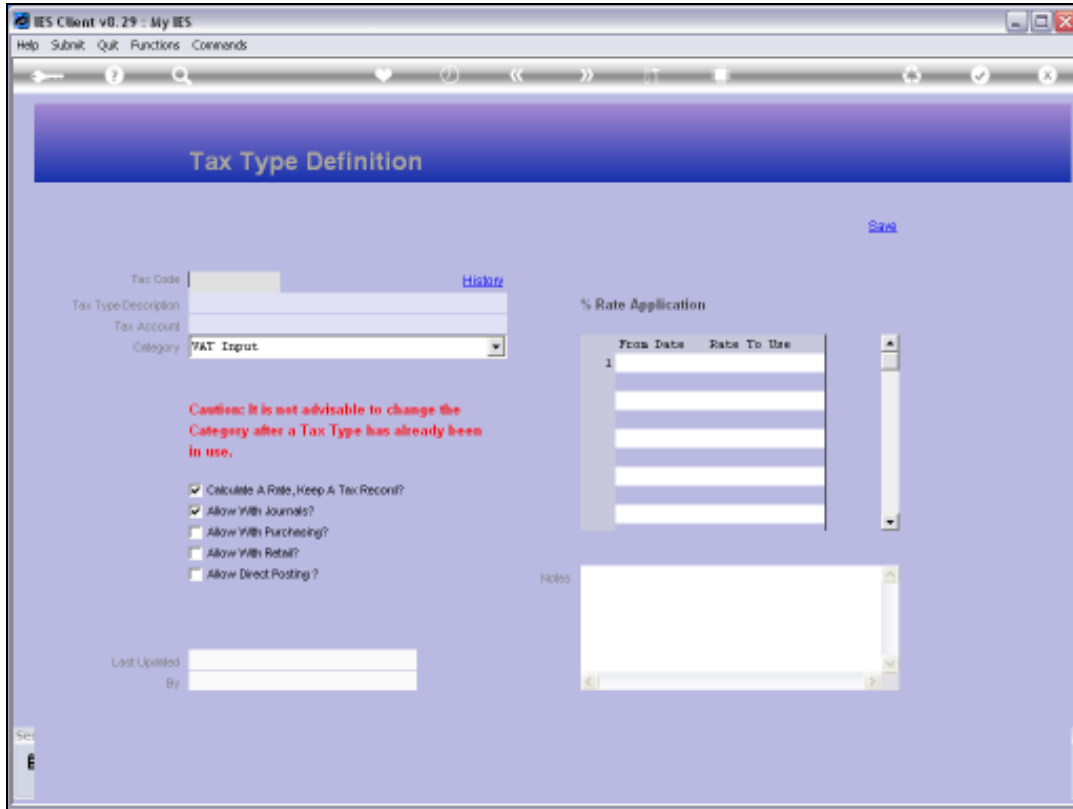 IES Client v8.29 : My IES
Help Submit Quit Functions Commands
Tax Type Definition
Save
Tax Code
History
Tax Type Description
% Rate Application
Tax Account
Category VAT Input
From Date Rate To Use
1
Caution: It is not advisable to change the
Category after a Tax Type has already been
in use.
Calculate A Rate, Keep A Tax Record?
Allow With Journals?
Allow With Purchasing?
Allow With Retail?
Allow Direct Posting ?
Notes
Last Updated
By